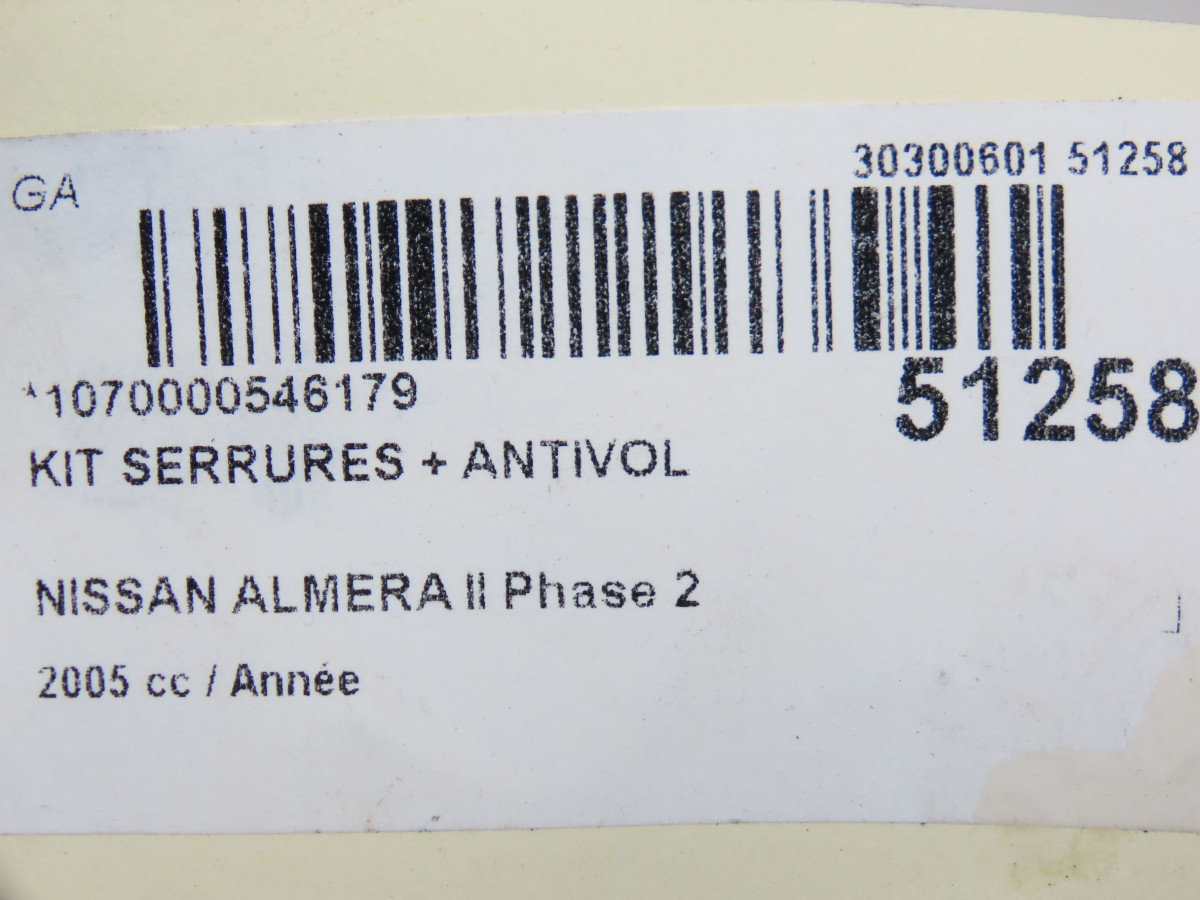 GA
30300601 51258
*1070000546179
51258
KIT SERRURES + ANTIVOL
NISSAN ALMERA II Phase 2
2005 cc / Année